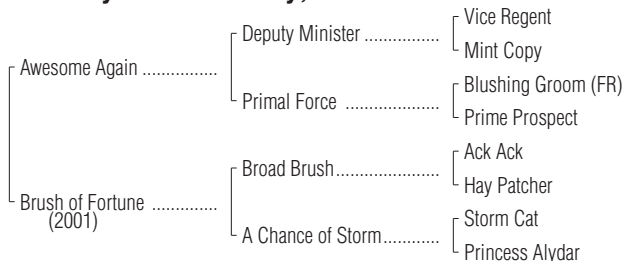 Vice Regent
Deputy Minister ................
Mint Copy
Awesome Again ................
Blushing Groom (FR)
Primal Force ....................
Prime Prospect
Ack Ack
Broad Brush......................
Hay Patcher
Brush of Fortune ..............
(2001)
Storm Cat
A Chance of Storm............
Princess Alydar